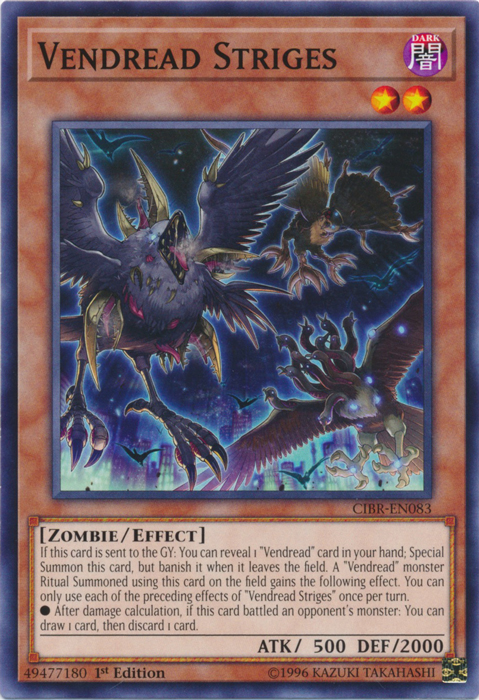 VENDREAD STRIGES
DARK
闇
CIBR-EN083
[ZOMBIE/EFFECT]
If this card is sent to the GY: You can reveal 1 "Vendread" card in your hand; Special
Summon this card, but banish it when it leaves the field. A "Vendread" monster
Ritual Summoned using this card on the field gains the following effect. You can
only use each of the preceding effects of "Vendread Striges" once per turn.
● After damage calculation, if this card battled an opponent's monster: You can
draw 1 card, then discard 1 card.
ATK/ 500 DEF/2000
49477180 1st Edition ©1996 KAZUKI TAKAHASHI